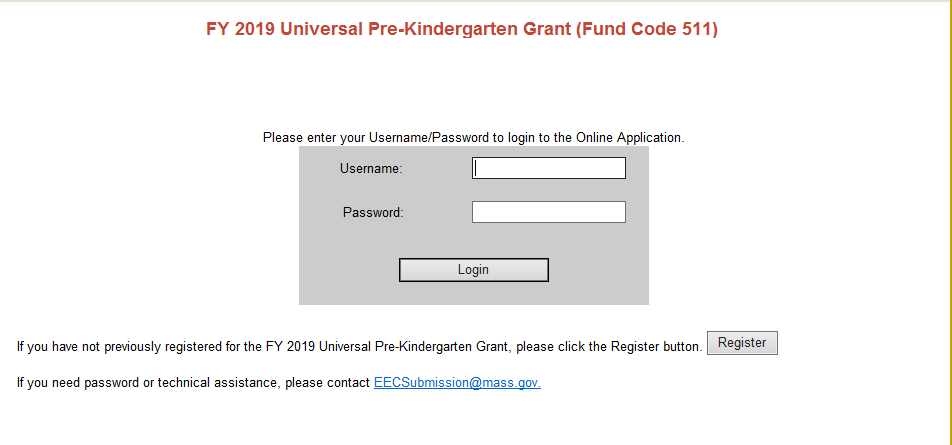 FY 2019 Universal Pre-Kindergarten Grant (Fund Code 511)
Please enter your Username/Password to login to the Online Application.
Username:
Password:
Login
If you have not previously registered for the FY 2019 Universal Pre-Kindergarten Grant, please click the Register button. Register
If you need password or technical assistance, please contact EECSubmission@mass.gov.